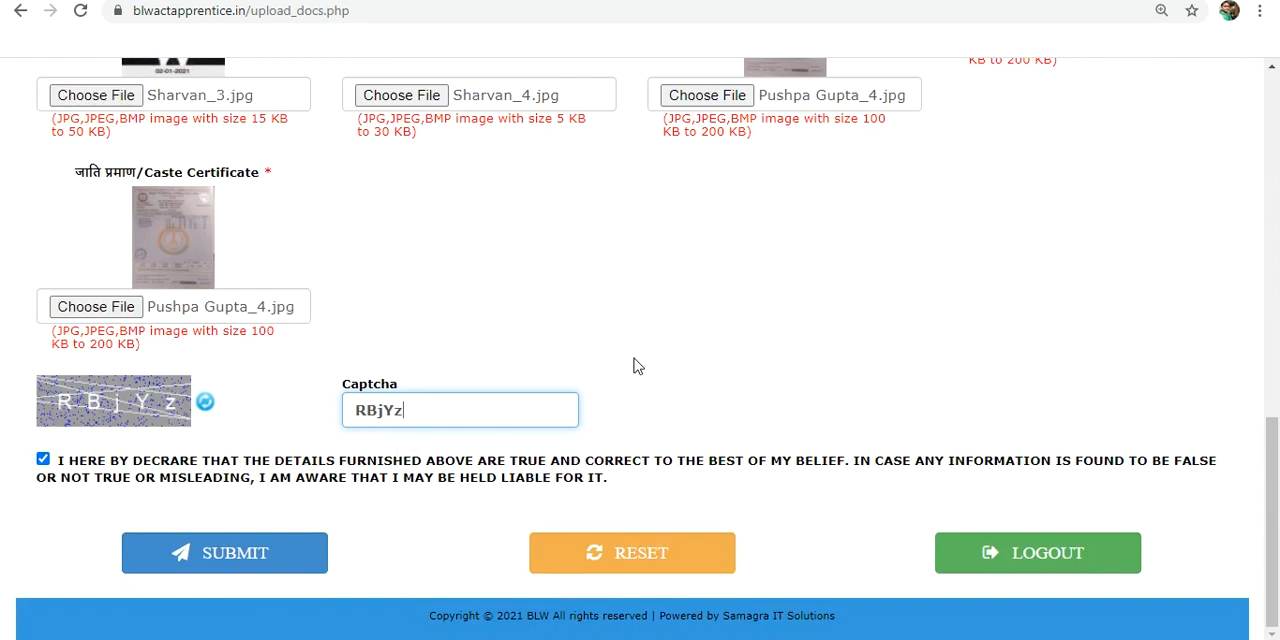 blwactapprentice.in/upload_docs.php
02-01-2021
KB to 200 KB)
Choose File Sharvan_3.jpg
Choose File Sharvan_4.jpg
Choose File Pushpa Gupta_4.jpg
(JPG,JPEG,BMP image with size 15 KB
to 50 KB)
(JPG,JPEG,BMP image with size 5 KB
to 30 KB)
(JPG,JPEG,BMP image with size 100
KB to 200 KB)
जाति प्रमाण/Caste Certificate *
Choose File Pushpa Gupta_4.jpg
(JPG,JPEG,BMP image with size 100
KB to 200 KB)
R B j Y z
Captcha
RBjYz
I HERE BY DECRARE THAT THE DETAILS FURNISHED ABOVE ARE TRUE AND CORRECT TO THE BEST OF MY BELIEF. IN CASE ANY INFORMATION IS FOUND TO BE FALSE
OR NOT TRUE OR MISLEADING, I AM AWARE THAT I MAY BE HELD LIABLE FOR IT.
SUBMIT
RESET
LOGOUT
Copyright © 2021 BLW All rights reserved | Powered by Samagra IT Solutions